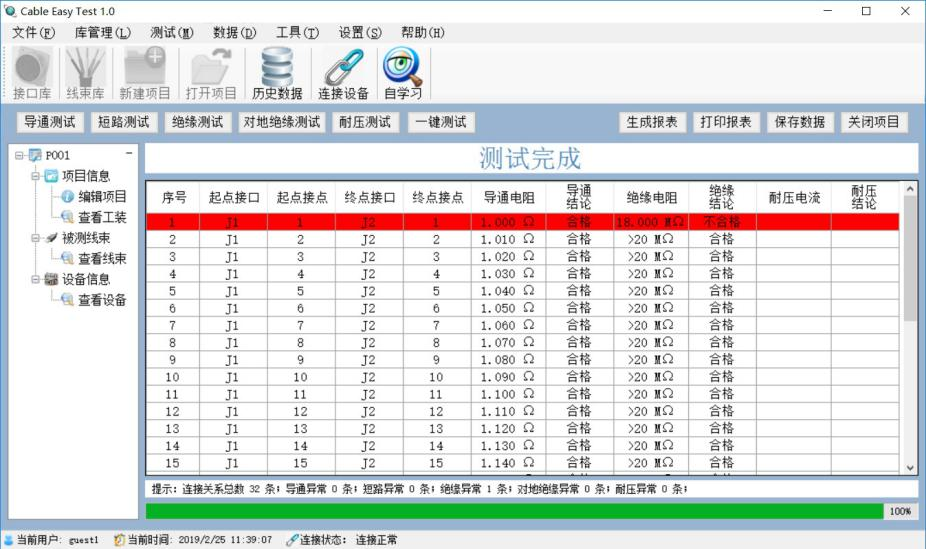 Cable Easy Test 1.0
文件(F) 库管理(L) 测试(M) 数据(D) 工具(T) 设置(S) 帮助(H)
接口库 线束库 新建项目 打开项目 历史数据 连接设备 自学习
导通测试 短路测试 绝缘测试 对地绝缘测试 耐压测试 一键测试 生成报表 打印报表 保存数据 关闭项目
P001
项目信息
编辑项目
查看工装
被测线束
查看线束
设备信息
查看设备
测试完成
序号 起点接口 起点接点 终点接口 终点接点 导通电阻 导通结论 绝缘电阻 绝缘结论 耐压电流 耐压结论
1 J1 1 J2 1 1.000 Ω 合格 18.000 MΩ 不合格
2 J1 2 J2 2 1.010 Ω 合格 >20 MΩ 合格
3 J1 3 J2 3 1.020 Ω 合格 >20 MΩ 合格
4 J1 4 J2 4 1.030 Ω 合格 >20 MΩ 合格
5 J1 5 J2 5 1.040 Ω 合格 >20 MΩ 合格
6 J1 6 J2 6 1.050 Ω 合格 >20 MΩ 合格
7 J1 7 J2 7 1.060 Ω 合格 >20 MΩ 合格
8 J1 8 J2 8 1.070 Ω 合格 >20 MΩ 合格
9 J1 9 J2 9 1.080 Ω 合格 >20 MΩ 合格
10 J1 10 J2 10 1.090 Ω 合格 >20 MΩ 合格
11 J1 11 J2 11 1.100 Ω 合格 >20 MΩ 合格
12 J1 12 J2 12 1.110 Ω 合格 >20 MΩ 合格
13 J1 13 J2 13 1.120 Ω 合格 >20 MΩ 合格
14 J1 14 J2 14 1.130 Ω 合格 >20 MΩ 合格
15 J1 15 J2 15 1.140 Ω 合格 >20 MΩ 合格
提示: 连接关系总数 32 条; 导通异常 0 条; 短路异常 0 条; 绝缘异常 1 条; 对地绝缘异常 0 条; 耐压异常 0 条;
100%
当前用户: guest1 当前时间: 2019/2/25 11:39:07 连接状态: 连接正常